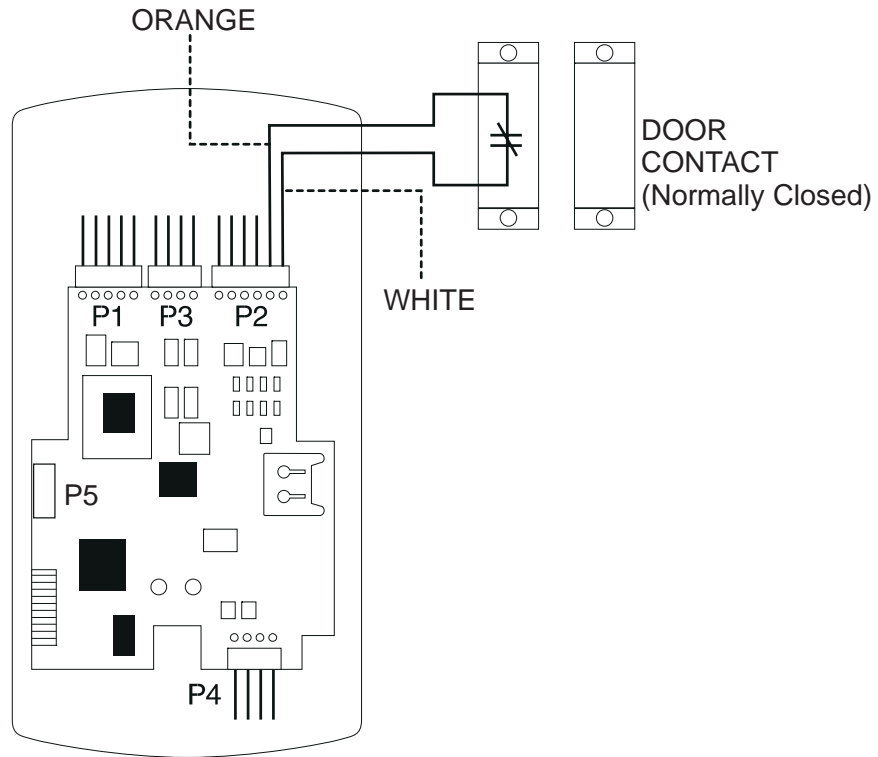 ORANGE
DOOR
CONTACT
(Normally Closed)
WHITE
P1
P3
P2
P5
P4